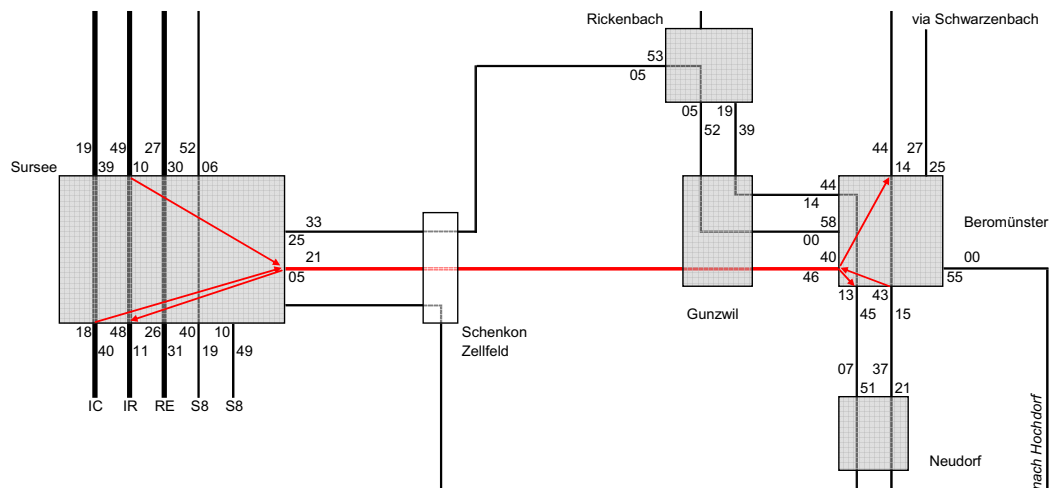 Rickenbach
via Schwarzenbach
53
05
05 19
52 39
19 49 27 52
44 27
Sursee
39 10 30 06
14 25
33
25
21
05
44
14
58
00
40
46
Beromünster
00
55
13 43
45 15
Gunzwil
Schenkon
Zellfeld
18 48 26 40 10
40 11 31 19 49
07 37
51 21
IC IR RE S8 S8
Neudorf
nach Hochdorf